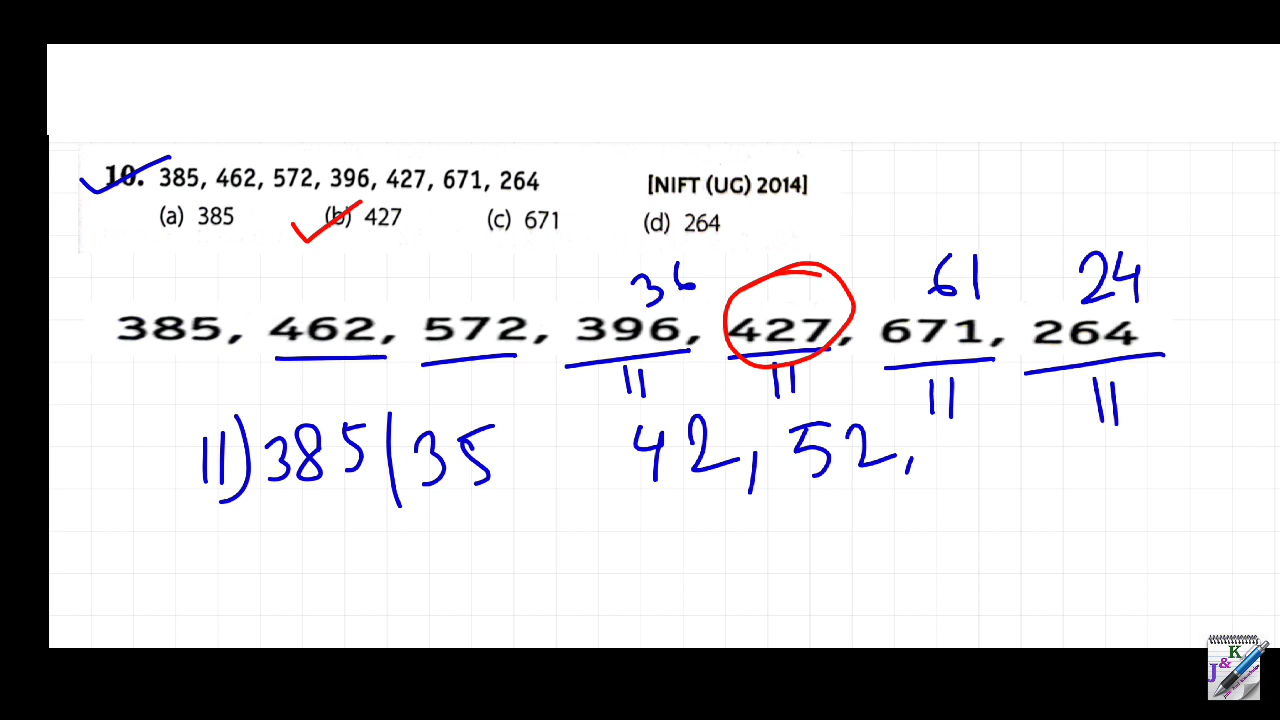 10. 385, 462, 572, 396, 427, 671, 264 [NIFT (UG) 2014]
(a) 385 (b) 427 (c) 671 (d) 264
36 61 24
385, 462, 572, 396, 427, 671, 264
11 11 11 11
11)385(35 42, 52,
J&K